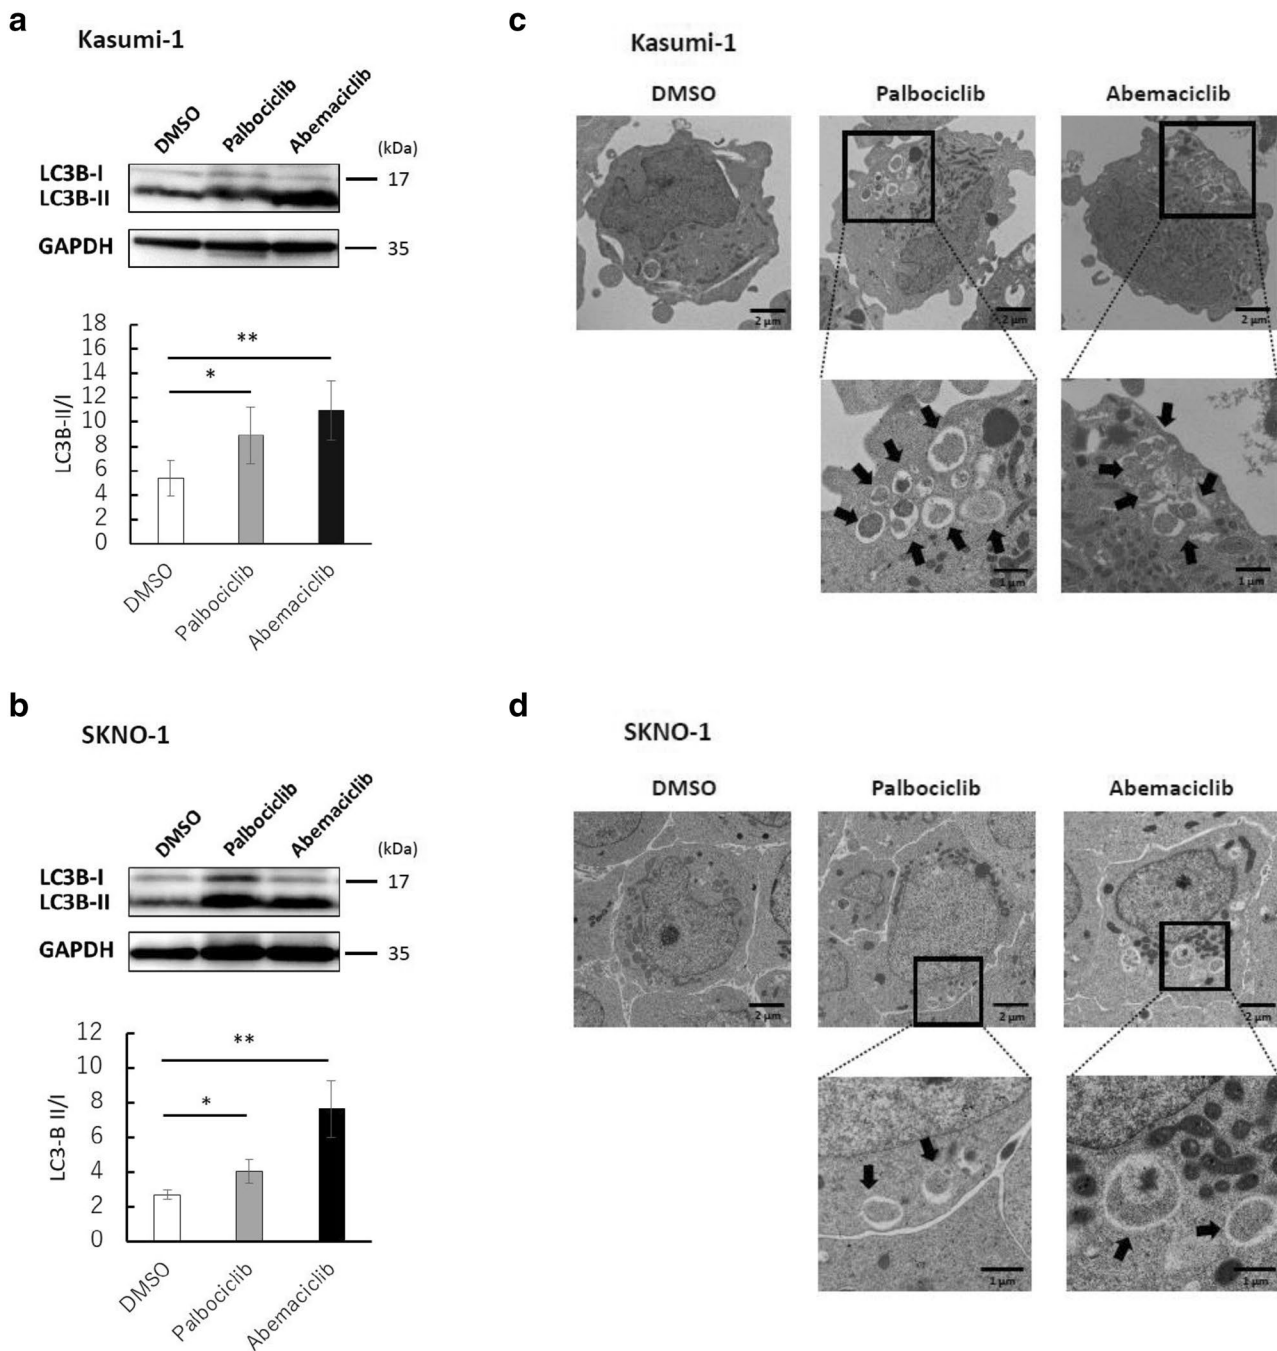 a
Kasumi-1
DMSO
Palbociclib
Abemaciclib
(kDa)
LC3B-I
17
LC3B-II
GAPDH
35
LC3B-II/I
18
16
14
12
10
8
6
4
2
0
**
*
DMSO
Palbociclib
Abemaciclib
b
SKNO-1
DMSO
Palbociclib
Abemaciclib
(kDa)
LC3B-I
17
LC3B-II
GAPDH
35
LC3-B II/I
12
10
8
6
4
2
0
**
*
DMSO
Palbociclib
Abemaciclib
c
Kasumi-1
DMSO
Palbociclib
Abemaciclib
2 μm
2 μm
2 μm
1 μm
1 μm
d
SKNO-1
DMSO
Palbociclib
Abemaciclib
2 μm
2 μm
2 μm
1 μm
1 μm